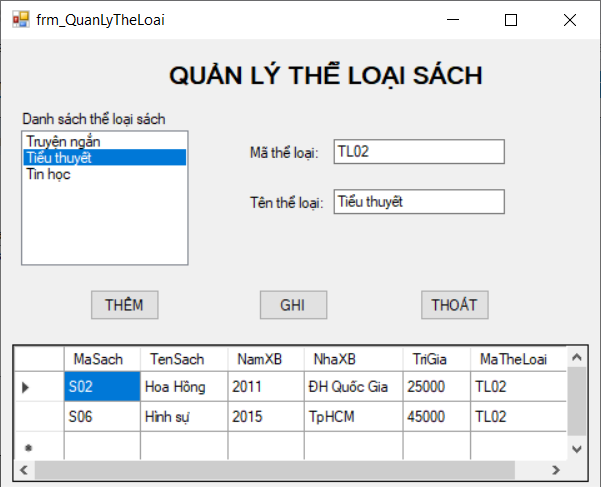 frm_QuanLyTheLoai
QUẢN LÝ THỂ LOẠI SÁCH
Danh sách thể loại sách
Truyện ngắn
Tiểu thuyết
Tin học
Mã thể loại: TL02
Tên thể loại: Tiểu thuyết
THÊM GHI THOÁT
MaSach TenSach NamXB NhaXB TriGia MaTheLoai
S02 Hoa Hồng 2011 ĐH Quốc Gia 25000 TL02
S06 Hình sự 2015 TpHCM 45000 TL02